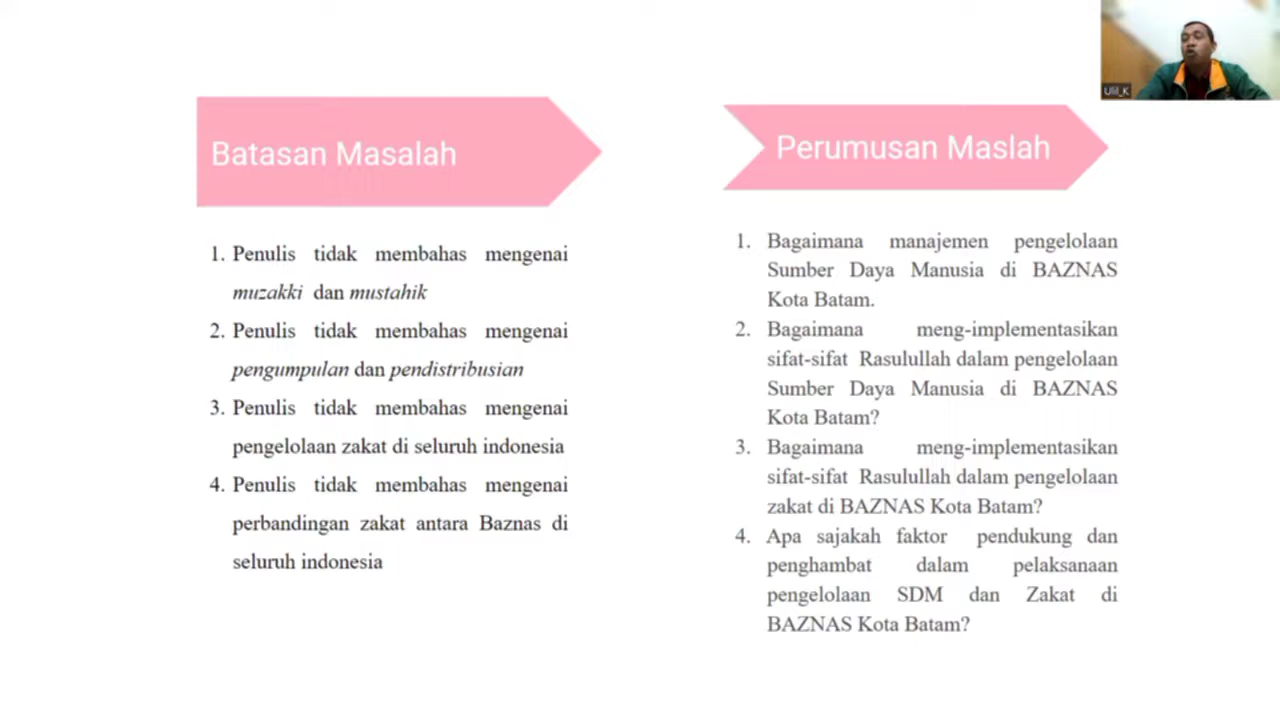 Batasan Masalah
1. Penulis tidak membahas mengenai
muzakki dan mustahik
2. Penulis tidak membahas mengenai
pengumpulan dan pendistribusian
3. Penulis tidak membahas mengenai
pengelolaan zakat di seluruh indonesia
4. Penulis tidak membahas mengenai
perbandingan zakat antara Baznas di
seluruh indonesia
Perumusan Maslah
1. Bagaimana manajemen pengelolaan
Sumber Daya Manusia di BAZNAS
Kota Batam.
2. Bagaimana meng-implementasikan
sifat-sifat Rasulullah dalam pengelolaan
Sumber Daya Manusia di BAZNAS
Kota Batam?
3. Bagaimana meng-implementasikan
sifat-sifat Rasulullah dalam pengelolaan
zakat di BAZNAS Kota Batam?
4. Apa sajakah faktor pendukung dan
penghambat dalam pelaksanaan
pengelolaan SDM dan Zakat di
BAZNAS Kota Batam?
Ulil_K